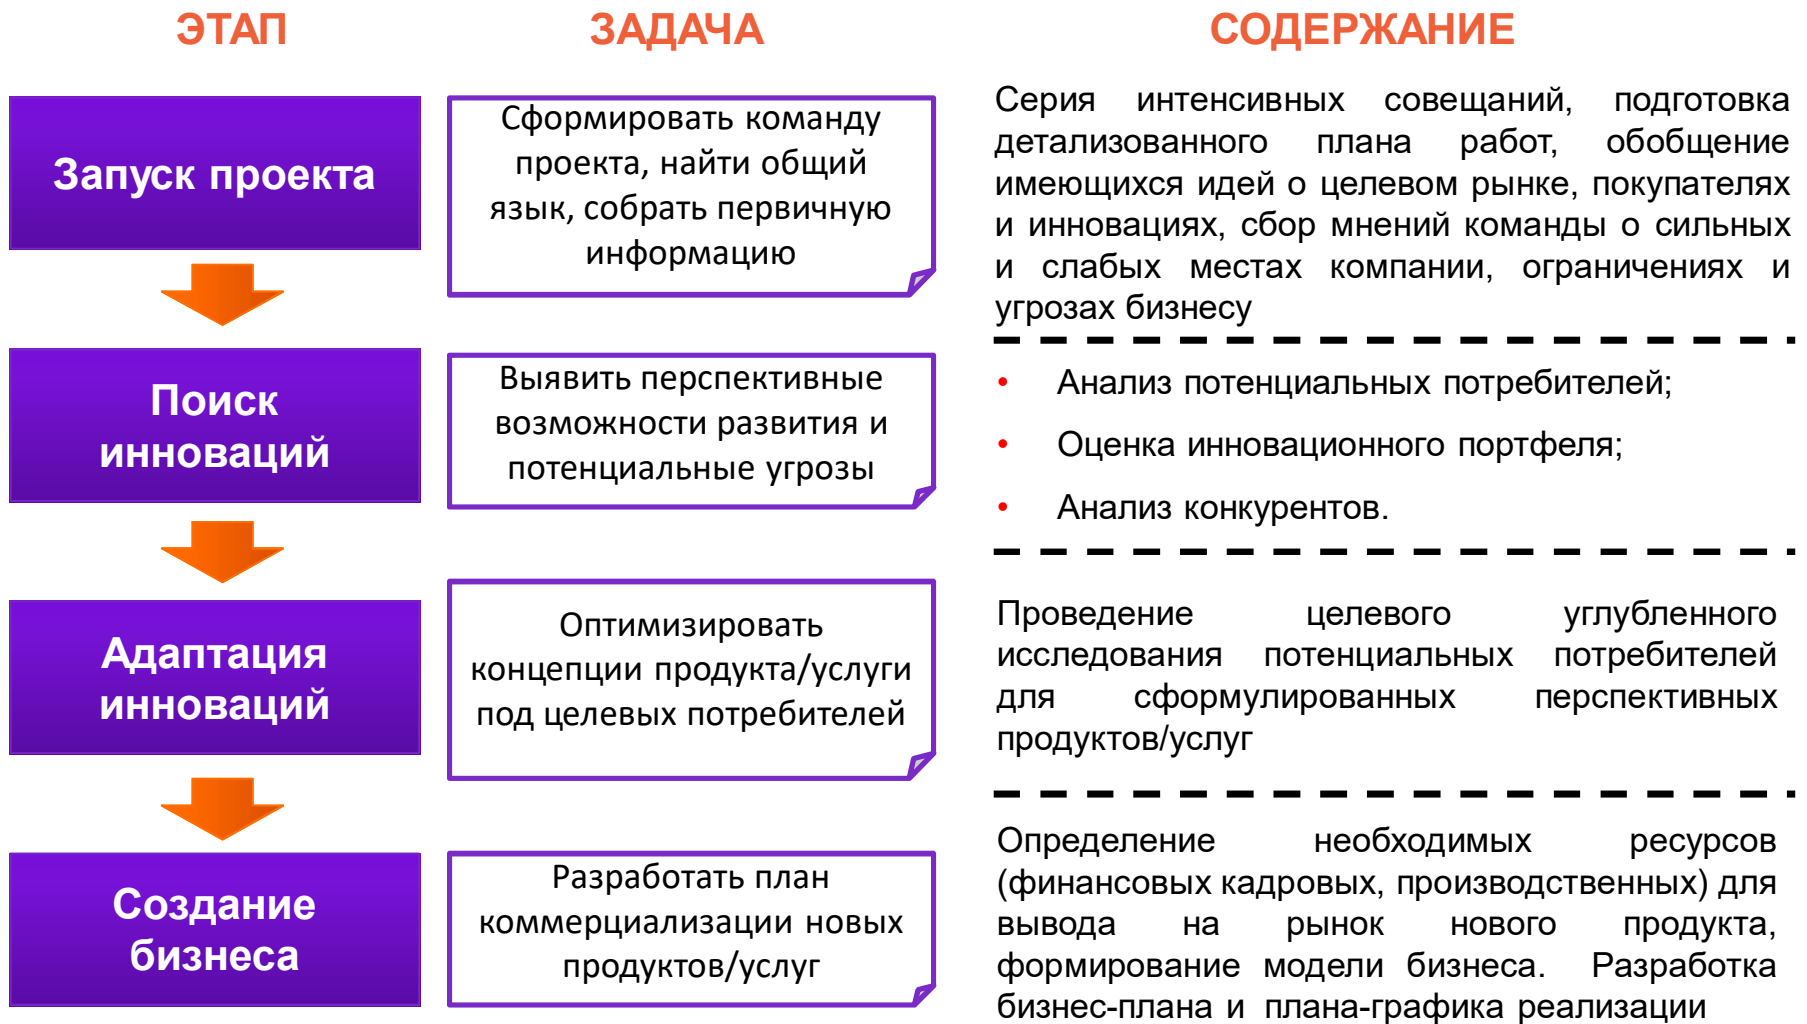 ЭТАП
ЗАДАЧА
СОДЕРЖАНИЕ
Запуск проекта
Сформировать команду
проекта, найти общий
язык, собрать первичную
информацию
Серия интенсивных совещаний, подготовка
детализованного плана работ, обобщение
имеющихся идей о целевом рынке, покупателях
и инновациях, сбор мнений команды о сильных
и слабых местах компании, ограничениях и
угрозах бизнесу
Поиск
инноваций
Выявить перспективные
возможности развития и
потенциальные угрозы
• Анализ потенциальных потребителей;
• Оценка инновационного портфеля;
• Анализ конкурентов.
Адаптация
инноваций
Оптимизировать
концепции продукта/услуги
под целевых потребителей
Проведение целевого углубленного
исследования потенциальных потребителей
для сформулированных перспективных
продуктов/услуг
Создание
бизнеса
Разработать план
коммерциализации новых
продуктов/услуг
Определение необходимых ресурсов
(финансовых кадровых, производственных) для
вывода на рынок нового продукта,
формирование модели бизнеса. Разработка
бизнес-плана и плана-графика реализации